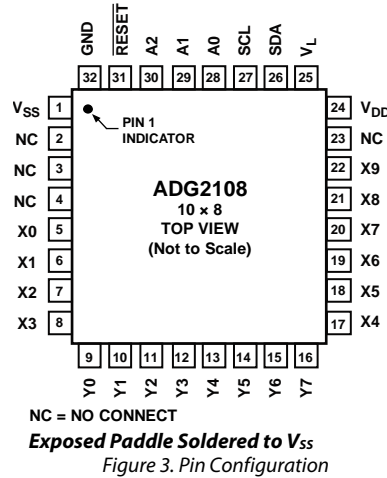 GND
RESET
A2
A1
A0
SCL
SDA
VL
32 31 30 29 28 27 26 25
VSS 1
NC 2
NC 3
NC 4
X0 5
X1 6
X2 7
X3 8
PIN 1
INDICATOR
ADG2108
10 × 8
TOP VIEW
(Not to Scale)
24 VDD
23 NC
22 X9
21 X8
20 X7
19 X6
18 X5
17 X4
9 10 11 12 13 14 15 16
Y0
Y1
Y2
Y3
Y4
Y5
Y6
Y7
NC = NO CONNECT
Exposed Paddle Soldered to Vss
Figure 3. Pin Configuration